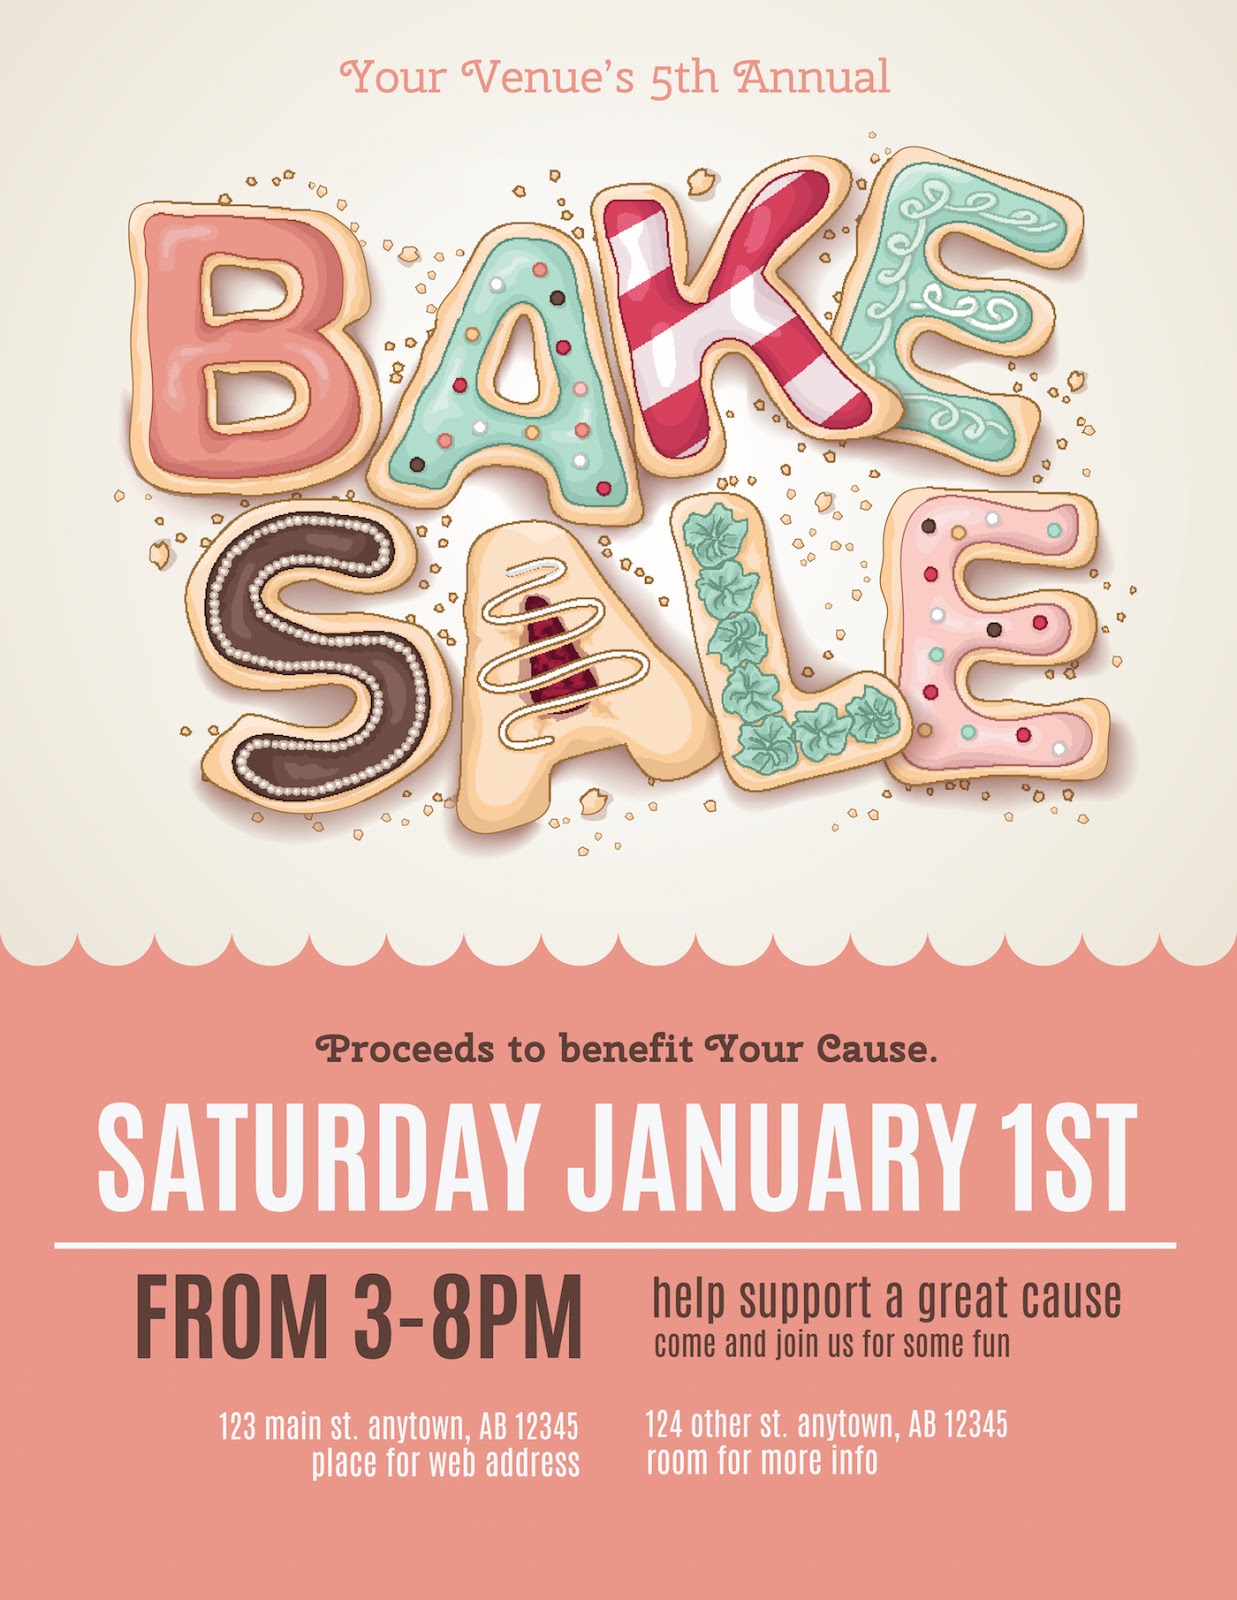 Your Venue's 5th Annual
BAKE
SALE
Proceeds to benefit Your Cause.
SATURDAY JANUARY 1ST
FROM 3-8PM
help support a great cause
come and join us for some fun
123 main st. anytown, AB 12345
place for web address
124 other st. anytown, AB 12345
room for more info